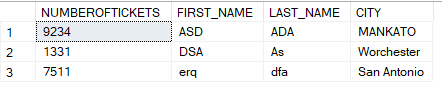 NUMBEROFTICKETS FIRST_NAME LAST_NAME CITY
1 9234 ASD ADA MANKATO
2 1331 DSA As Worchester
3 7511 erq dfa San Antonio